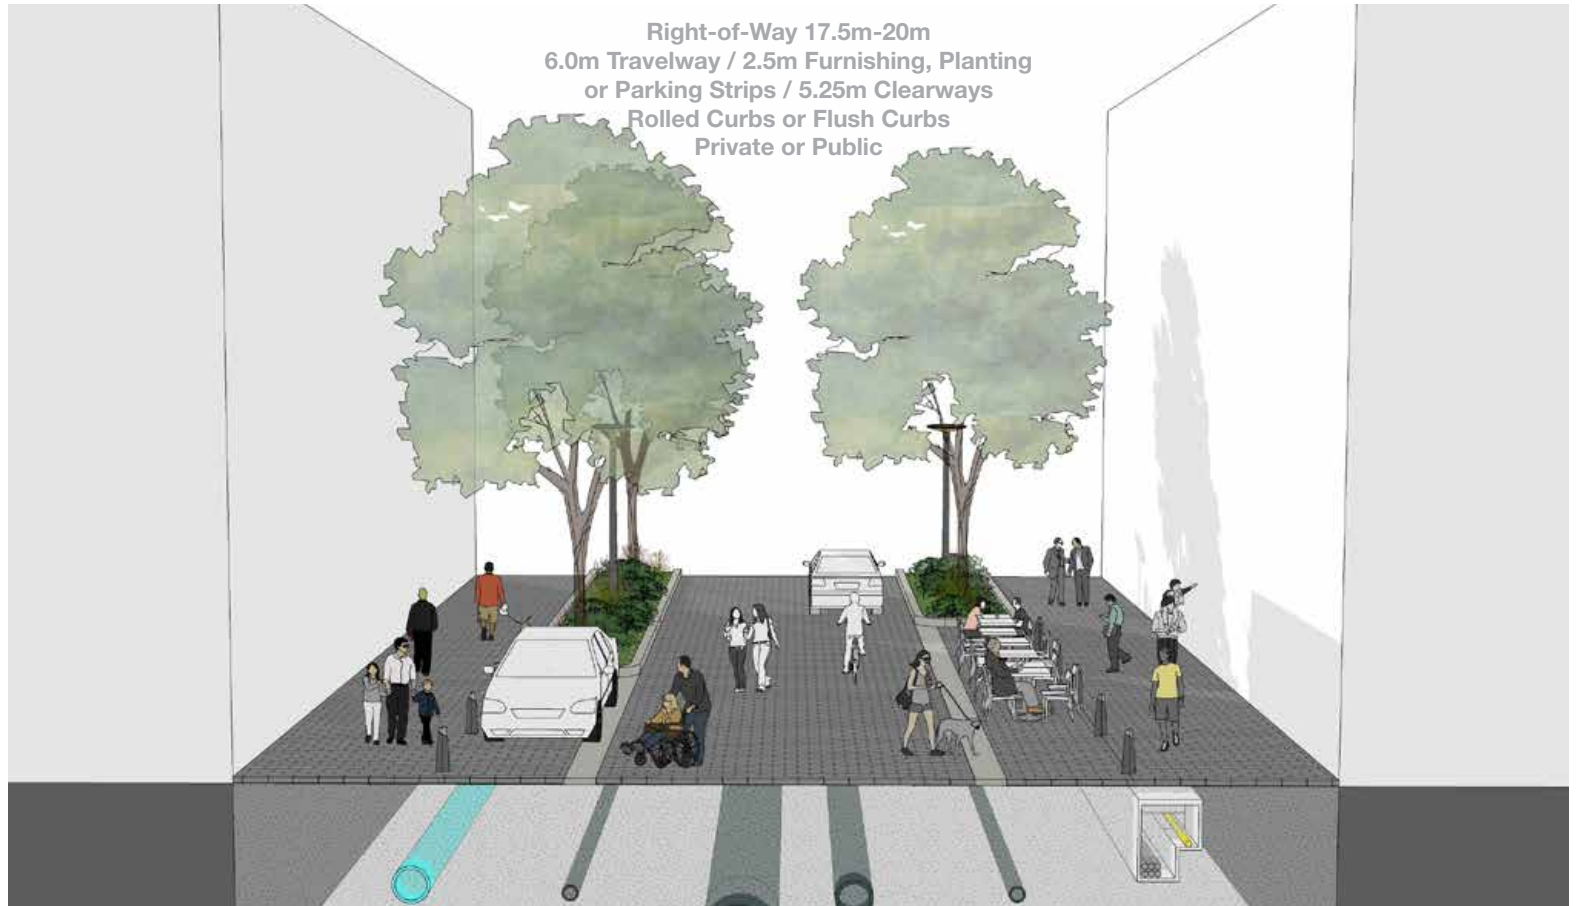 Right-of-Way 17.5m-20m
6.0m Travelway / 2.5m Furnishing, Planting
or Parking Strips / 5.25m Clearways
Rolled Curbs or Flush Curbs
Private or Public